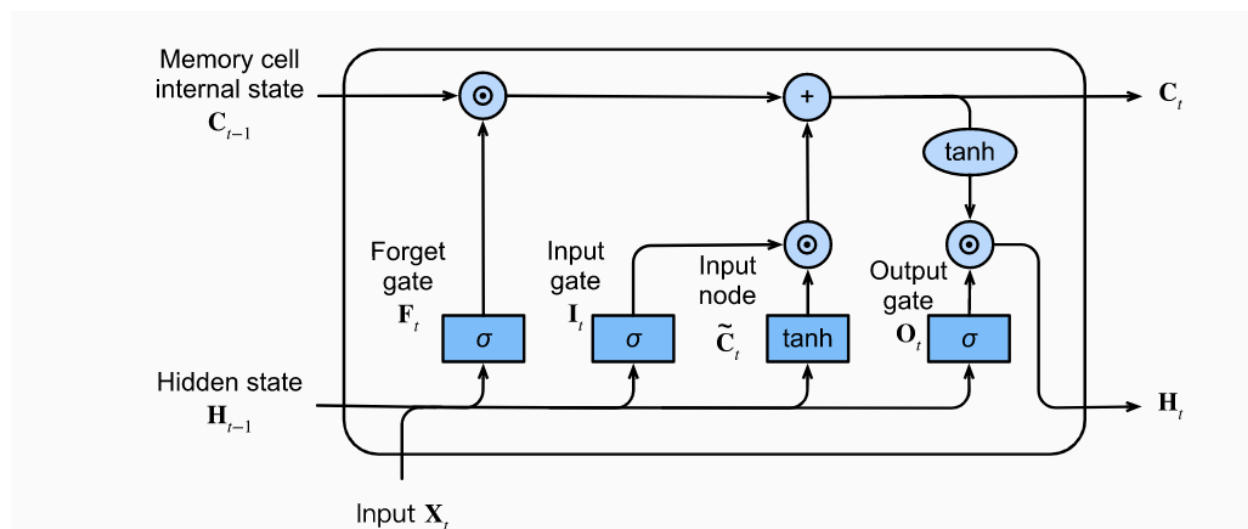 Memory cell
internal state
C_{t−1}
⊙
+
C_t
tanh
Forget
gate
F_t
Input
gate
I_t
⊙
Input
node
C̃_t
Output
gate
O_t
⊙
σ
σ
tanh
σ
Hidden state
H_{t−1}
H_t
Input X_t